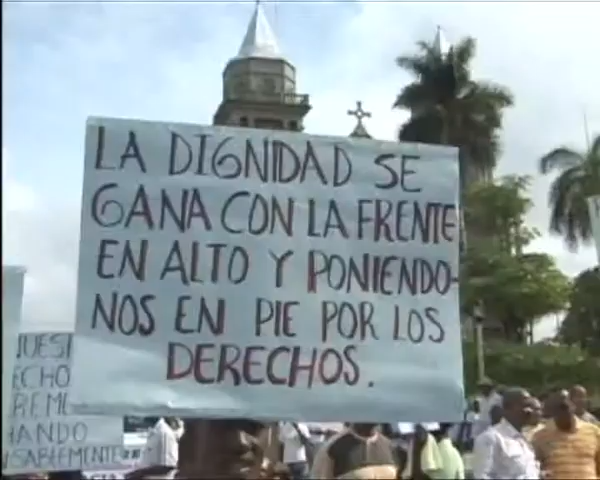 LA DIGNIDAD SE
GANA CON LA FRENTE
EN ALTO Y PONIENDO-
NOS EN PIE POR LOS
DERECHOS.